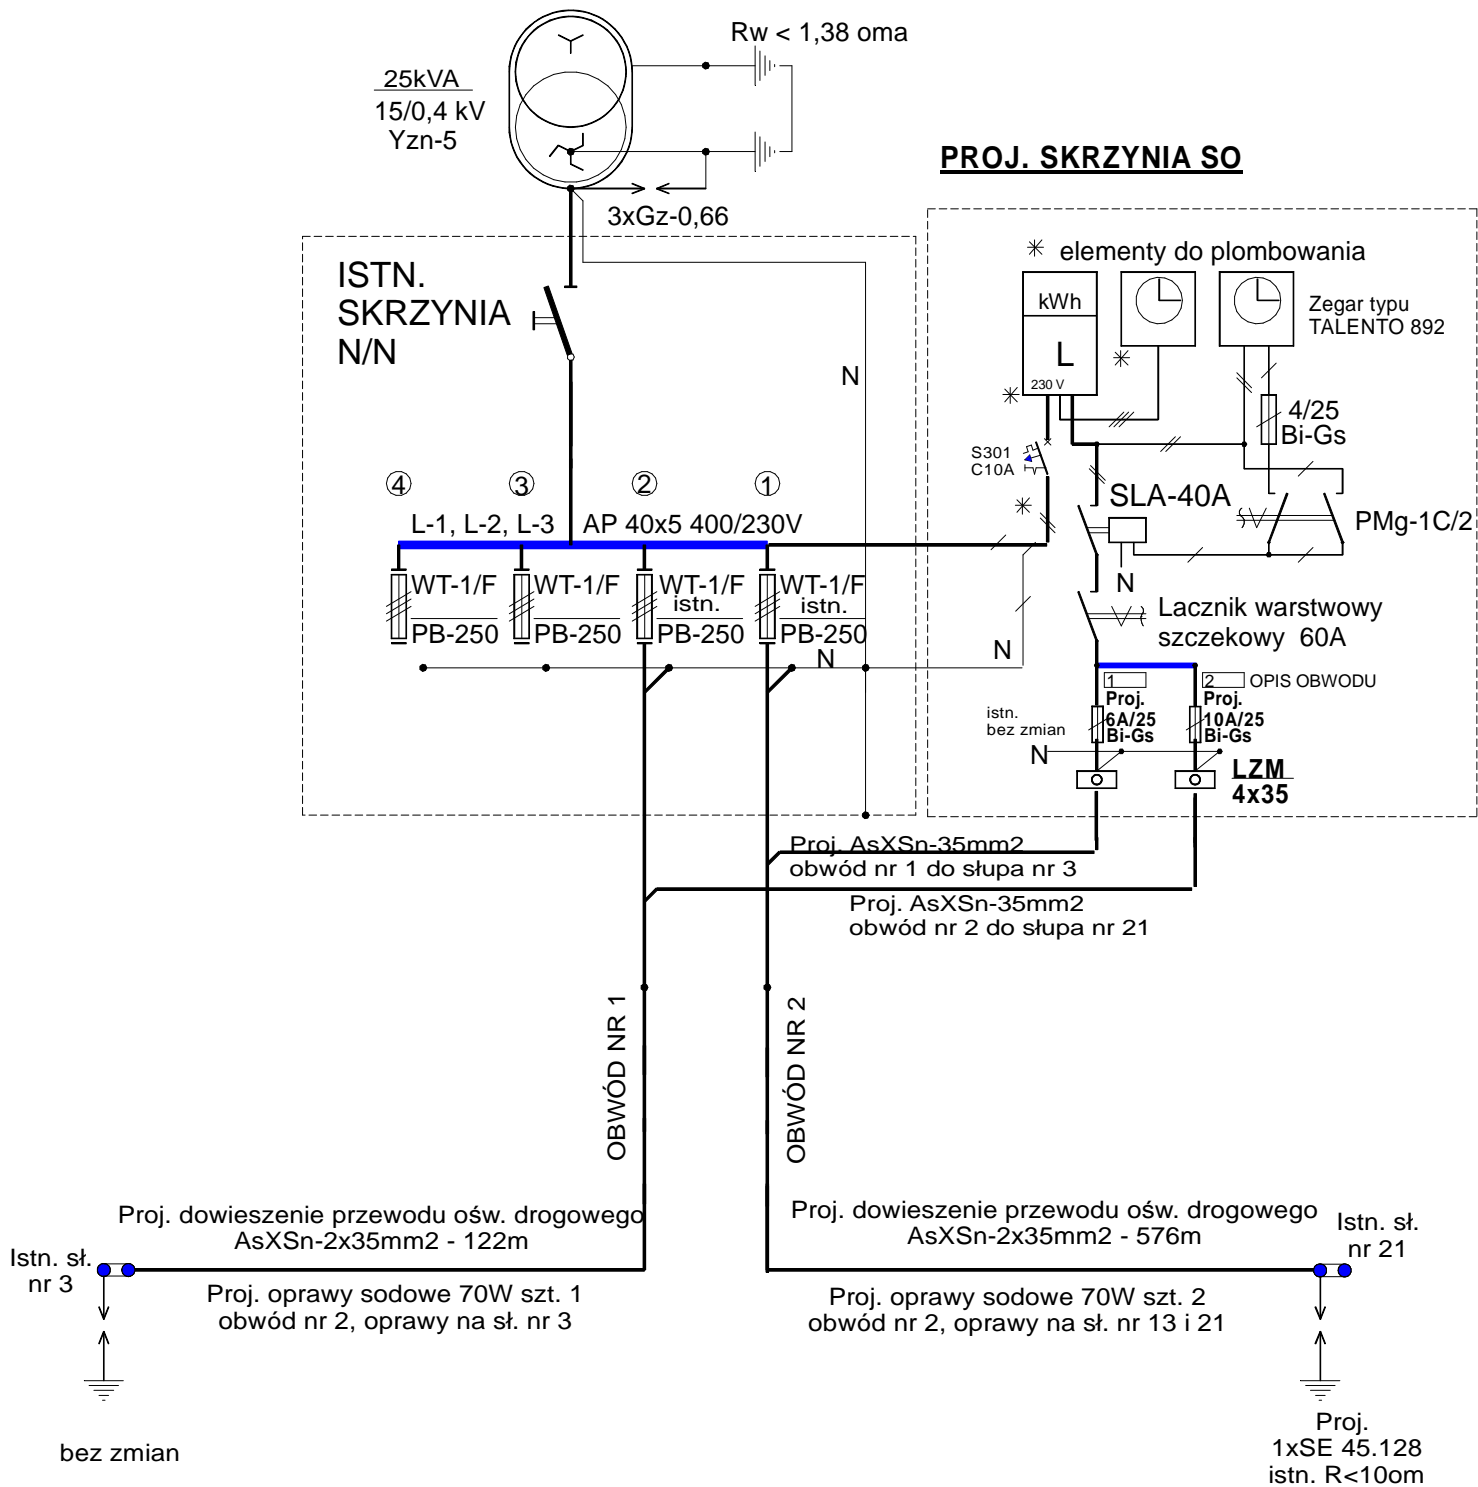 Rw < 1,38 oma
25kVA
15/0,4 kV
Yzn-5
3xGz-0,66
PROJ. SKRZYNIA SO
elementy do plombowania
ISTN.
SKRZYNIA
N/N
N
kWh
L
230 V
Zegar typu
TALENTO 892
4/25
Bi-Gs
S301
C10A
SLA-40A
PMg-1C/2
N
4
3
2
1
L-1, L-2, L-3
AP 40x5 400/230V
WT-1/F
PB-250
WT-1/F
PB-250
WT-1/F
istn.
PB-250
WT-1/F
istn.
PB-250
N
N
Lacznik warstwowy
szczekowy 60A
1
2
OPIS OBWODU
Proj.
6A/25
Bi-Gs
Proj.
10A/25
Bi-Gs
istn.
bez zmian
N
LZM
4x35
Proj. AsXSn-35mm2
obwód nr 1 do słupa nr 3
Proj. AsXSn-35mm2
obwód nr 2 do słupa nr 21
OBWÓD NR 1
OBWÓD NR 2
Proj. dowieszenie przewodu ośw. drogowego
AsXSn-2x35mm2 - 122m
Istn. sł.
nr 3
Proj. oprawy sodowe 70W szt. 1
obwód nr 2, oprawy na sł. nr 3
bez zmian
Proj. dowieszenie przewodu ośw. drogowego
AsXSn-2x35mm2 - 576m
Istn. sł.
nr 21
Proj. oprawy sodowe 70W szt. 2
obwód nr 2, oprawy na sł. nr 13 i 21
Proj.
1xSE 45.128
istn. R<10om